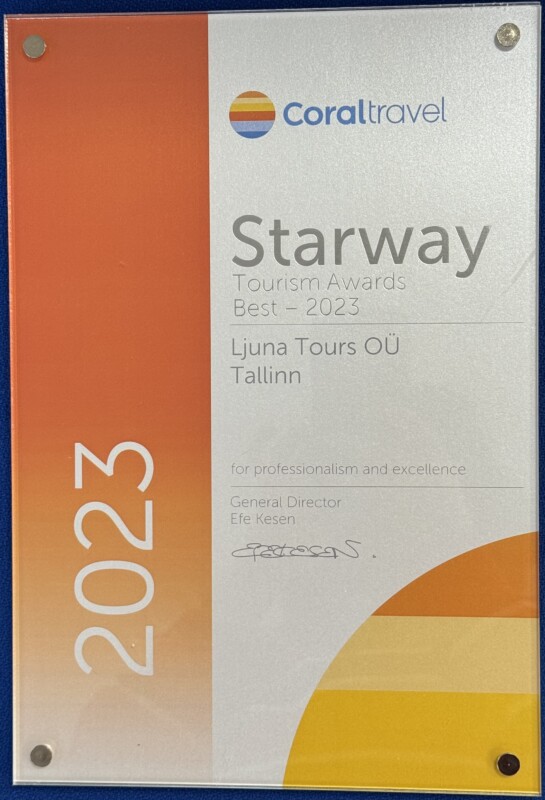 Coraltravel
Starway
Tourism Awards
Best – 2023
Ljuna Tours OÜ
Tallinn
for professionalism and excellence
General Director
Efe Kesen
2023